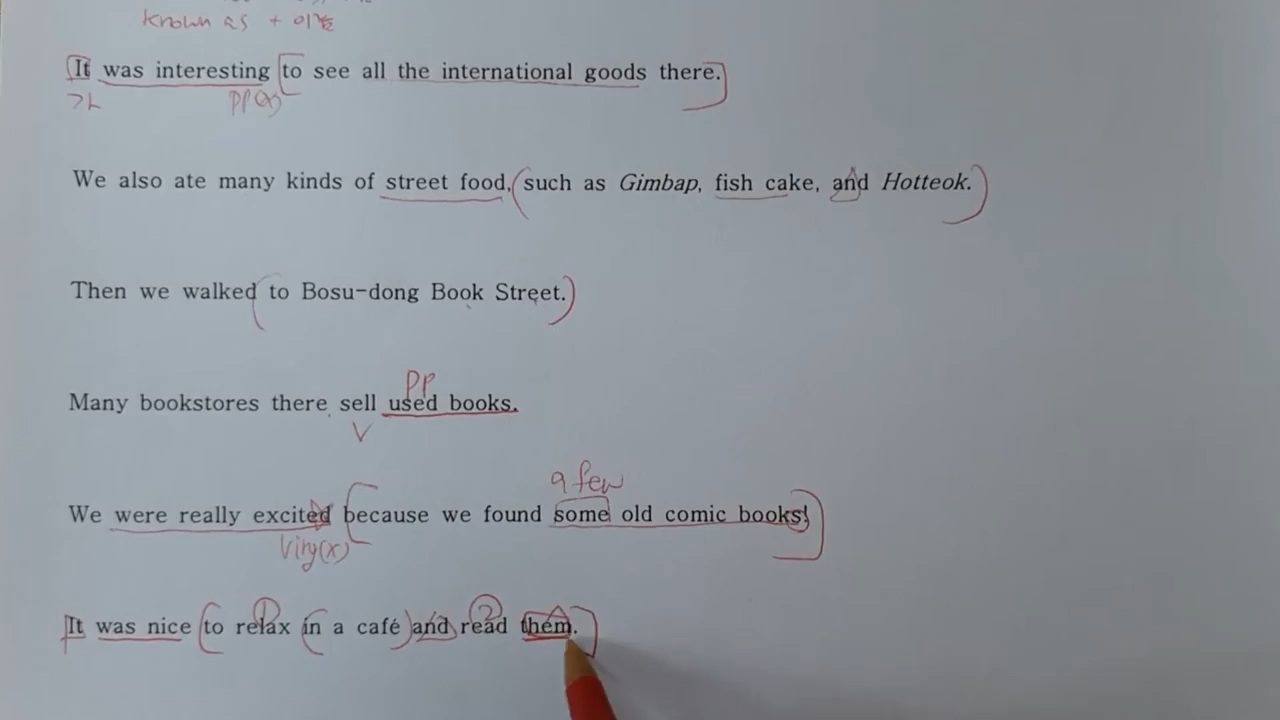 known as + 이름
It was interesting to see all the international goods there.
가 pp(x)
We also ate many kinds of street food, such as Gimbap, fish cake, and Hotteok.
Then we walked to Bosu-dong Book Street.
pp
Many bookstores there sell used books.
V
a few
We were really excited because we found some old comic books!
Ving(x)
1 2
It was nice to relax in a café and read them.